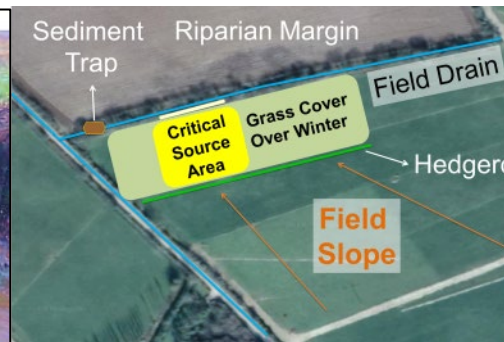 Sediment
Trap
Riparian Margin
Field Drain
Critical
Source
Area
Grass Cover
Over Winter
Field
Slope